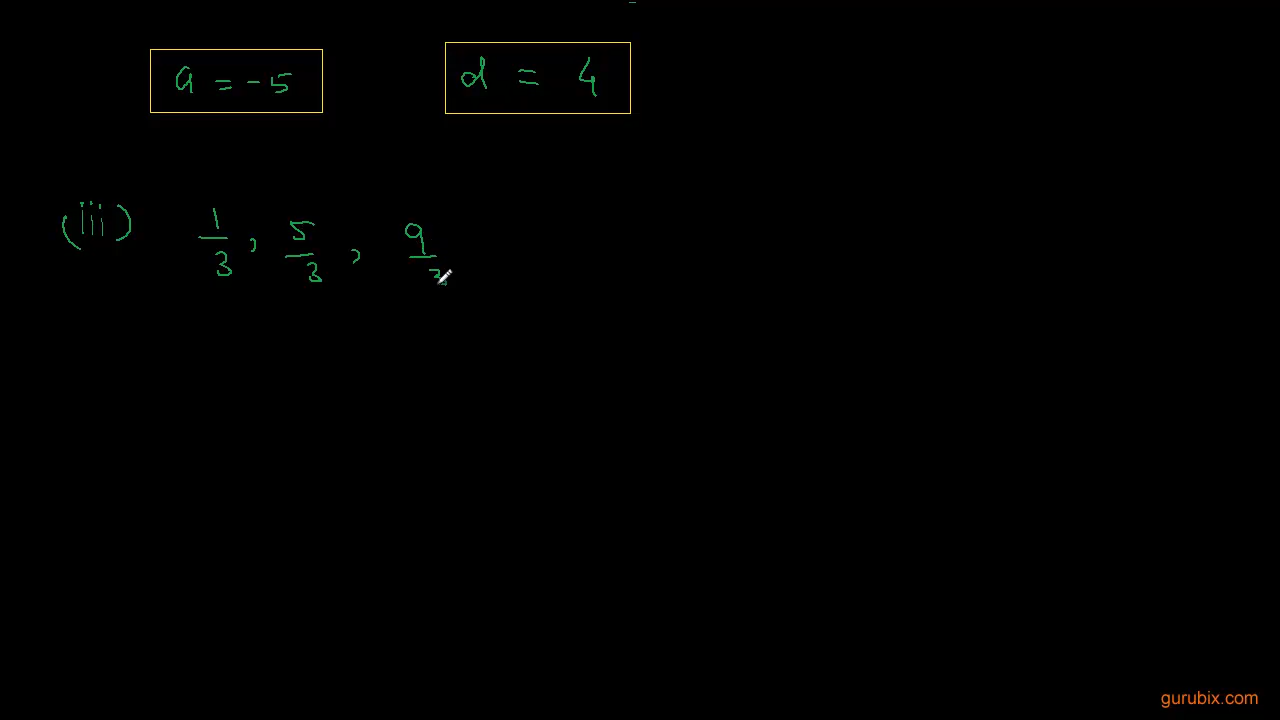 a = -5 d = 4
(iii) 1/3 , 5/3 , 9/3
gurubix.com